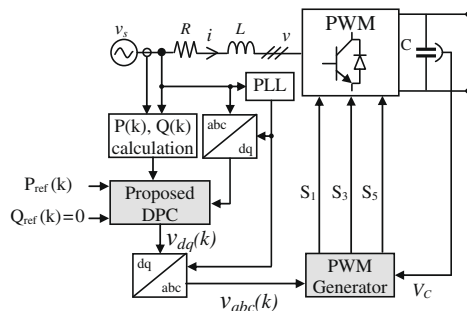 v_s
R
i
L
v
PWM
C
PLL
P(k), Q(k)
calculation
abc
dq
P_ref(k)
Q_ref(k)=0
Proposed
DPC
S_1
S_3
S_5
v_dq(k)
dq
abc
v_abc(k)
PWM
Generator
V_C